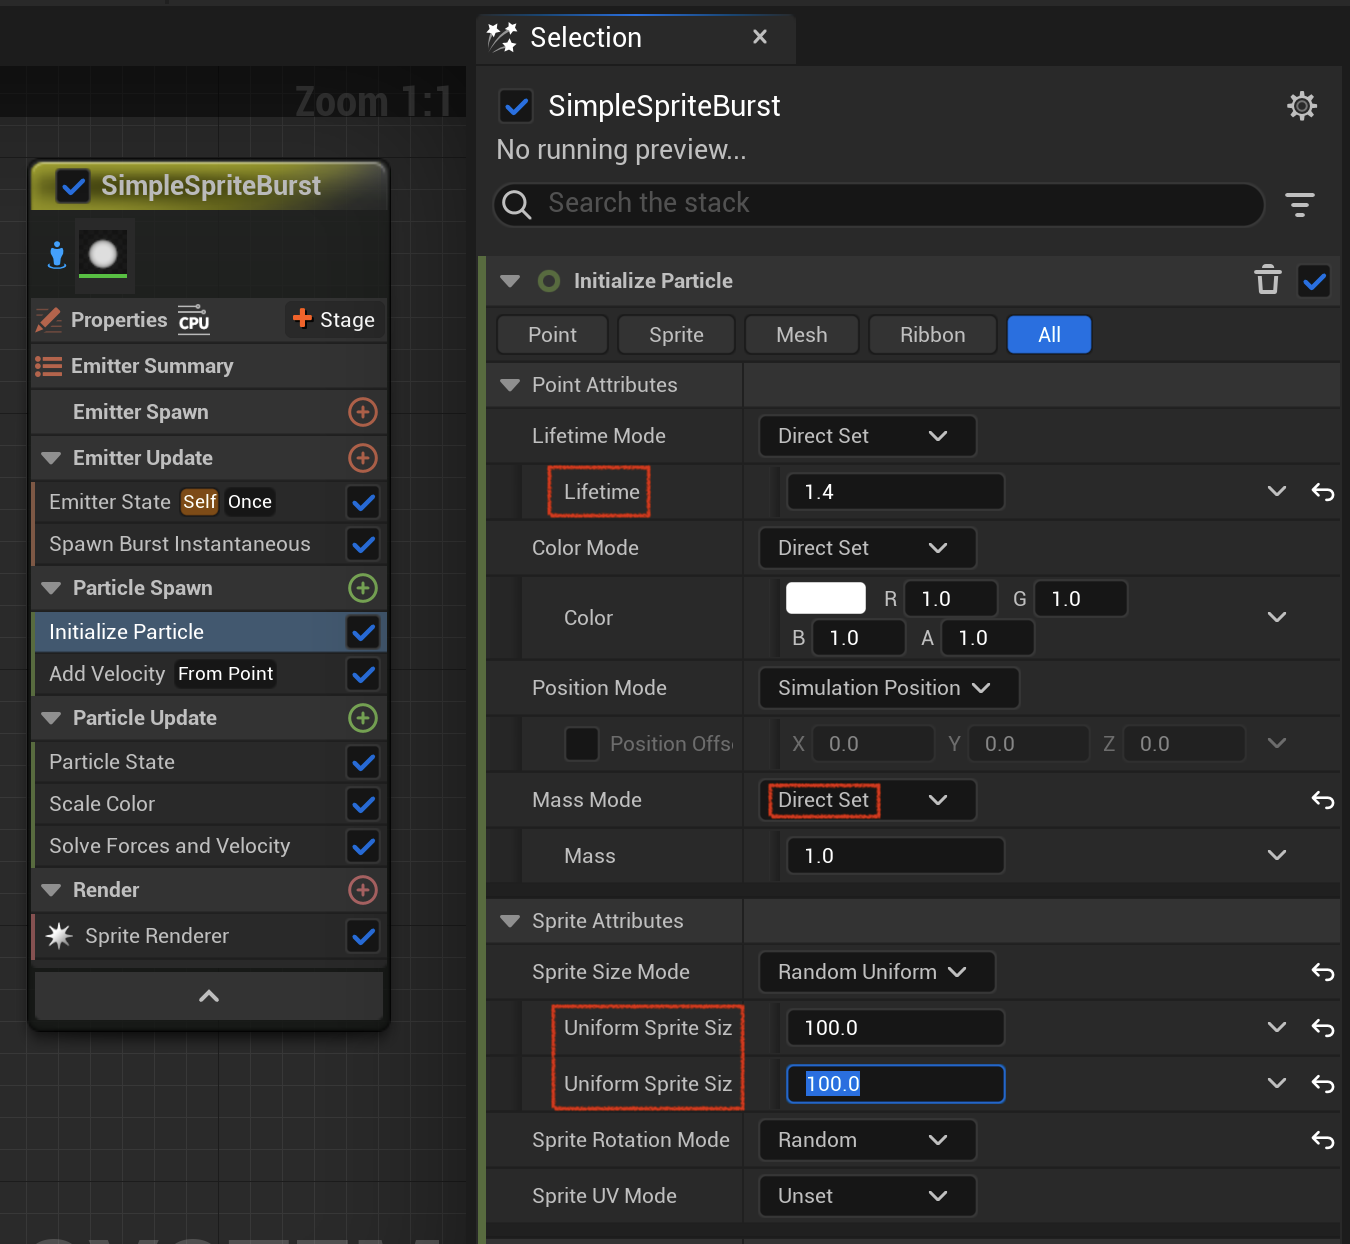 Selection
Zoom 1:1
SimpleSpriteBurst
No running preview...
Search the stack
SimpleSpriteBurst
Properties CPU Stage
Emitter Summary
Emitter Spawn
Emitter Update
Emitter State Self Once
Spawn Burst Instantaneous
Particle Spawn
Initialize Particle
Add Velocity From Point
Particle Update
Particle State
Scale Color
Solve Forces and Velocity
Render
Sprite Renderer
Initialize Particle
Point Sprite Mesh Ribbon All
Point Attributes
Lifetime Mode Direct Set
Lifetime 1.4
Color Mode Direct Set
Color R 1.0 G 1.0
B 1.0 A 1.0
Position Mode Simulation Position
Position Offs X 0.0 Y 0.0 Z 0.0
Mass Mode Direct Set
Mass 1.0
Sprite Attributes
Sprite Size Mode Random Uniform
Uniform Sprite Siz 100.0
Uniform Sprite Siz 100.0
Sprite Rotation Mode Random
Sprite UV Mode Unset